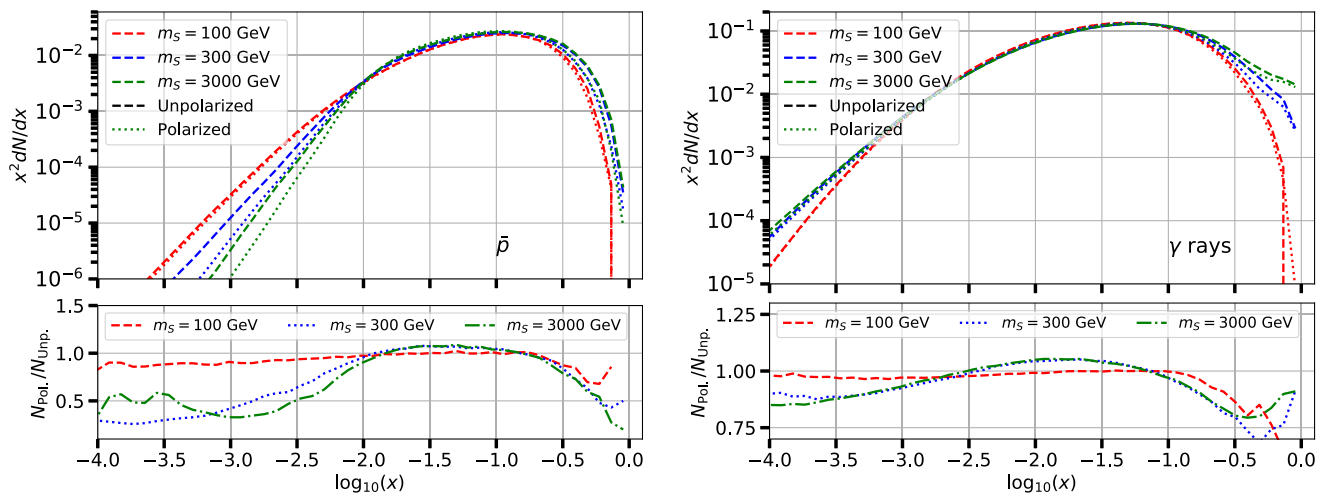 x²dN/dx
10⁻²
10⁻³
10⁻⁴
10⁻⁵
10⁻⁶
m_S = 100 GeV
m_S = 300 GeV
m_S = 3000 GeV
Unpolarized
Polarized
p̄
N_Pol./N_Unp.
1.5
1.0
0.5
m_S = 100 GeV m_S = 300 GeV m_S = 3000 GeV
−4.0 −3.5 −3.0 −2.5 −2.0 −1.5 −1.0 −0.5 0.0
log₁₀(x)
x²dN/dx
10⁻¹
10⁻²
10⁻³
10⁻⁴
10⁻⁵
m_S = 100 GeV
m_S = 300 GeV
m_S = 3000 GeV
Unpolarized
Polarized
γ rays
N_Pol./N_Unp.
1.25
1.00
0.75
m_S = 100 GeV m_S = 300 GeV m_S = 3000 GeV
−4.0 −3.5 −3.0 −2.5 −2.0 −1.5 −1.0 −0.5 0.0
log₁₀(x)